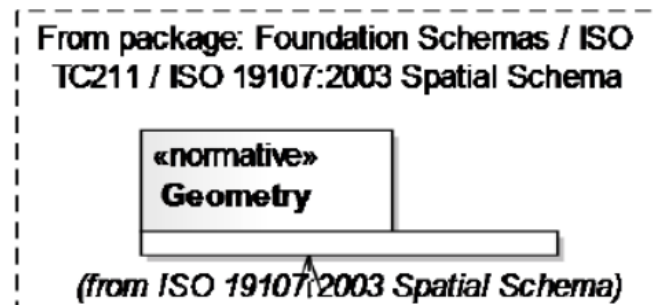 From package: Foundation Schemas / ISO
TC211 / ISO 19107:2003 Spatial Schema
«normative»
Geometry
(from ISO 19107:2003 Spatial Schema)